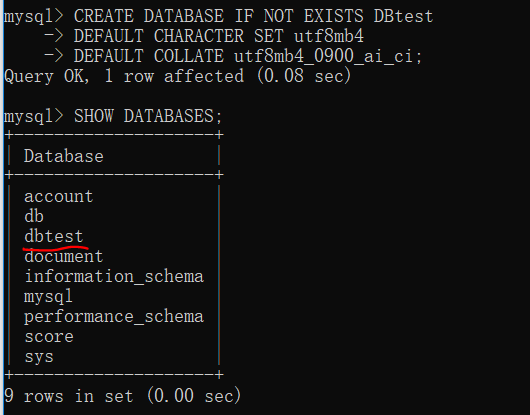 mysql> CREATE DATABASE IF NOT EXISTS DBtest
    -> DEFAULT CHARACTER SET utf8mb4
    -> DEFAULT COLLATE utf8mb4_0900_ai_ci;
Query OK, 1 row affected (0.08 sec)
mysql> SHOW DATABASES;
+--------------------+
| Database           |
+--------------------+
| account            |
| db                 |
| dbtest             |
| document           |
| information_schema |
| mysql              |
| performance_schema |
| score              |
| sys                |
+--------------------+
9 rows in set (0.00 sec)